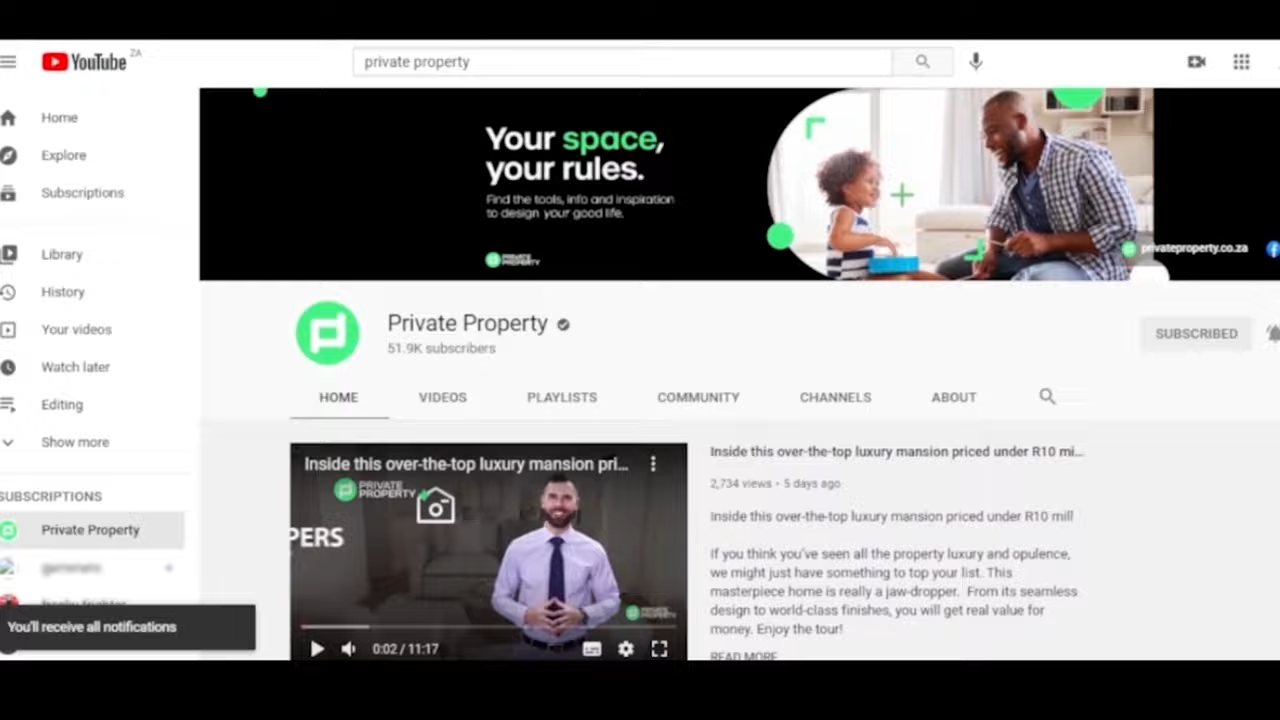 YouTube ZA
private property
Home
Explore
Subscriptions
Library
History
Your videos
Watch later
Editing
Show more
SUBSCRIPTIONS
Private Property
You'll receive all notifications
Your space,
your rules.
Find the tools, info and inspiration
to design your good life.
PRIVATE
PROPERTY
privateproperty.co.za
Private Property
51.9K subscribers
SUBSCRIBED
HOME VIDEOS PLAYLISTS COMMUNITY CHANNELS ABOUT
Inside this over-the-top luxury mansion pri...
PRIVATE
PROPERTY
PERS
PRIVATE
PROPERTY
0:02 / 11:17
Inside this over-the-top luxury mansion priced under R10 mi...
2,734 views • 5 days ago
Inside this over-the-top luxury mansion priced under R10 mill
If you think you've seen all the property luxury and opulence,
we might just have something to top your list. This
masterpiece home is really a jaw-dropper. From its seamless
design to world-class finishes, you will get real value for
money. Enjoy the tour!
READ MORE